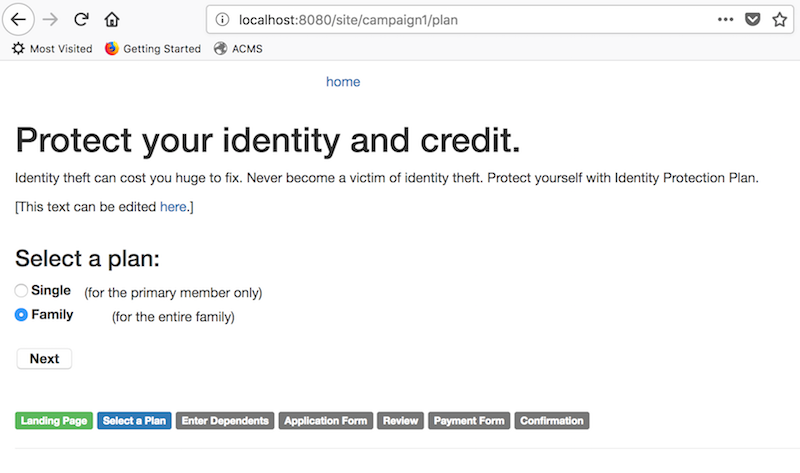 localhost:8080/site/campaign1/plan
Most Visited Getting Started ACMS
home
Protect your identity and credit.
Identity theft can cost you huge to fix. Never become a victim of identity theft. Protect yourself with Identity Protection Plan.
[This text can be edited here.]
Select a plan:
Single (for the primary member only)
Family (for the entire family)
Next
Landing Page Select a Plan Enter Dependents Application Form Review Payment Form Confirmation